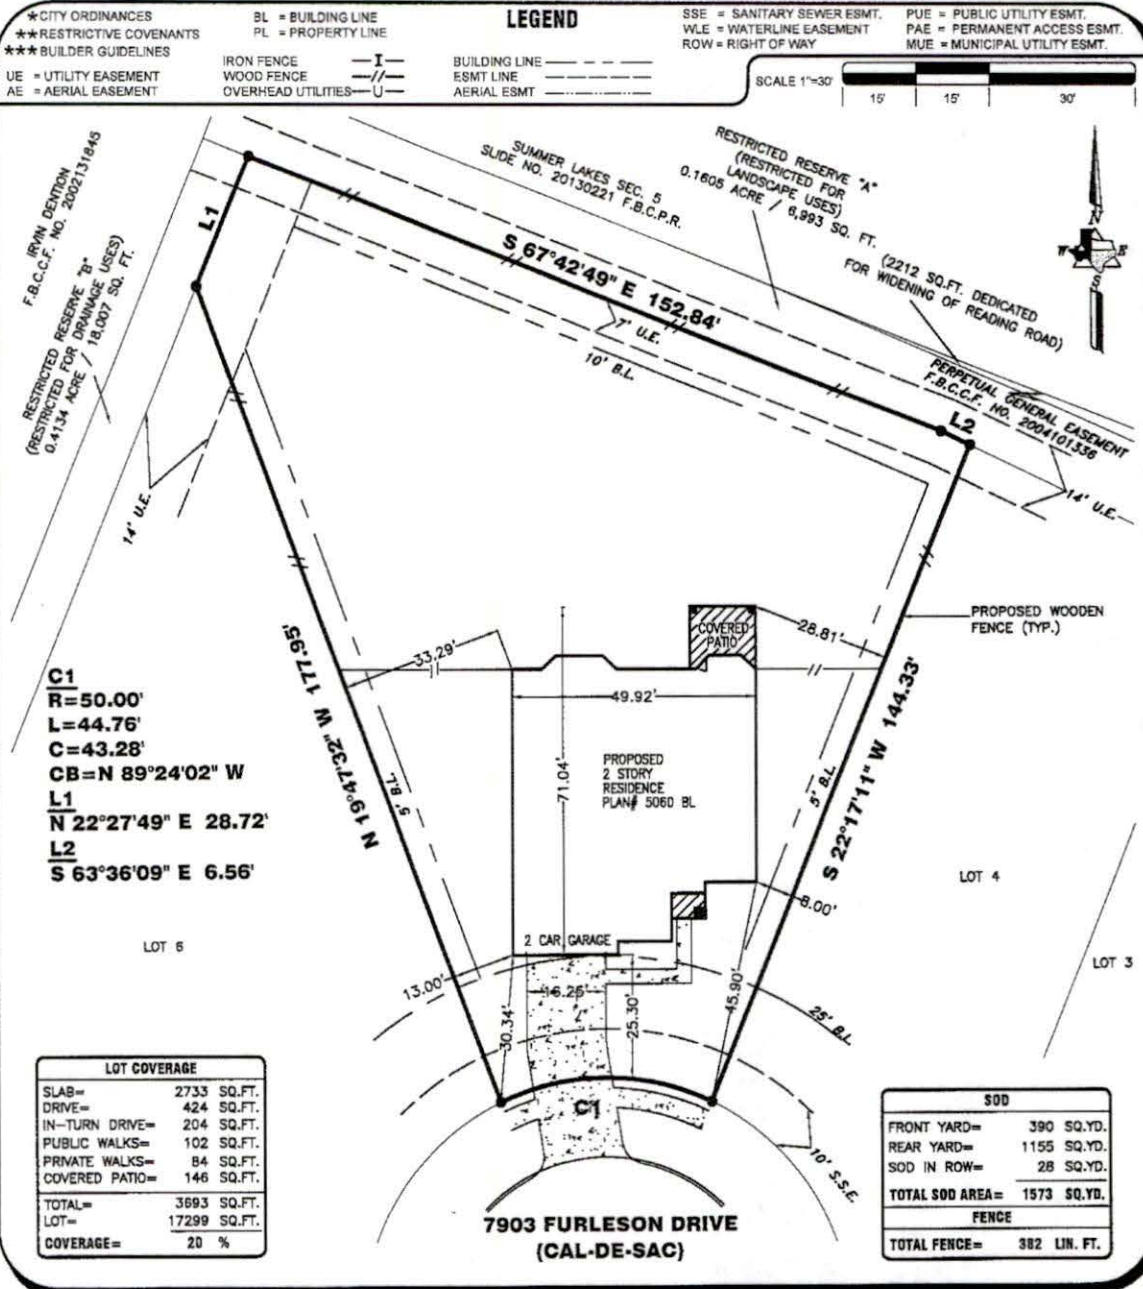 *CITY ORDINANCES
**RESTRICTIVE COVENANTS
***BUILDER GUIDELINES
UE = UTILITY EASEMENT
AE = AERIAL EASEMENT
BL = BUILDING LINE
PL = PROPERTY LINE
IRON FENCE I
WOOD FENCE //
OVERHEAD UTILITIES U
LEGEND
BUILDING LINE
ESMT LINE
AERIAL ESMT
SSE = SANITARY SEWER ESMT.
WLE = WATERLINE EASEMENT
ROW = RIGHT OF WAY
PUE = PUBLIC UTILITY ESMT.
PAE = PERMANENT ACCESS ESMT.
MUE = MUNICIPAL UTILITY ESMT.
SCALE 1"=30'
15' 15' 30'
IRVIN DENTION
F.B.C.C.F. NO. 2002131845
RESTRICTED RESERVE "B"
(RESTRICTED FOR DRAINAGE USES)
0.4134 ACRE / 18,007 SQ. FT.
L1
SUMMER LAKES SEC. 5
SLIDE NO. 20130221 F.B.C.P.R.
RESTRICTED RESERVE "A"
(RESTRICTED FOR
LANDSCAPE USES)
0.1605 ACRE / 6,993 SQ. FT. (2212 SQ.FT. DEDICATED
FOR WIDENING OF READING ROAD)
N
W E
S
S 67°42'49" E 152.84'
7' U.E.
10' B.L.
PERPETUAL GENERAL EASEMENT
F.B.C.C.F. NO. 2004101336
L2
14' U.E.
14' U.E.
PROPOSED WOODEN
FENCE (TYP.)
COVERED
PATIO
28.81'
33.29'
49.92'
71.04'
PROPOSED
2 STORY
RESIDENCE
PLAN# 5060 BL
N 19°47'32" W 177.95'
5' B.L.
S 22°17'11" W 144.33'
5' B.L.
C1
R=50.00'
L=44.76'
C=43.28'
CB=N 89°24'02" W
L1
N 22°27'49" E 28.72'
L2
S 63°36'09" E 6.56'
LOT 4
8.00'
LOT 6
2 CAR GARAGE
LOT 3
13.00'
16.25'
30.34'
25.30'
45.90'
25' B.L.
C1
10' S.S.E.
LOT COVERAGE
SLAB= 2733 SQ.FT.
DRIVE= 424 SQ.FT.
IN-TURN DRIVE= 204 SQ.FT.
PUBLIC WALKS= 102 SQ.FT.
PRIVATE WALKS= 84 SQ.FT.
COVERED PATIO= 146 SQ.FT.
TOTAL= 3693 SQ.FT.
LOT= 17299 SQ.FT.
COVERAGE= 20 %
7903 FURLESON DRIVE
(CAL-DE-SAC)
SOD
FRONT YARD= 390 SQ.YD.
REAR YARD= 1155 SQ.YD.
SOD IN ROW= 28 SQ.YD.
TOTAL SOD AREA= 1573 SQ.YD.
FENCE
TOTAL FENCE= 382 LIN. FT.